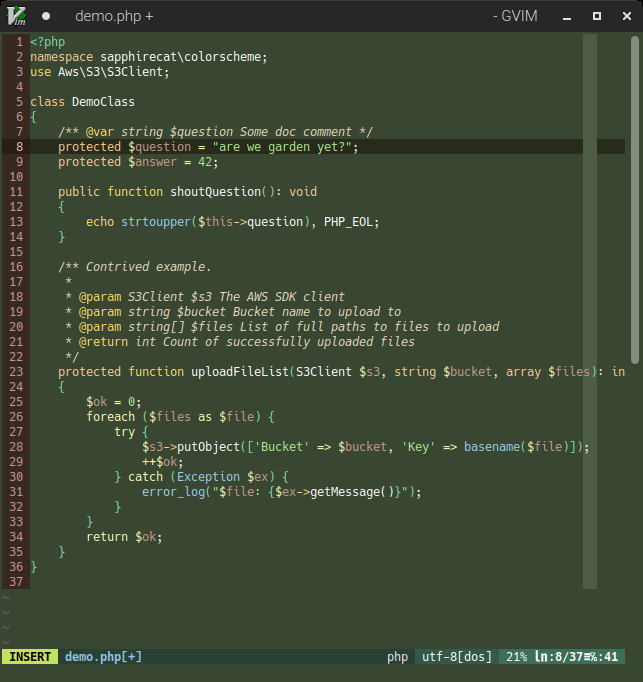 Vim demo.php + - GVIM
1 <?php
2 namespace sapphirecat\colorscheme;
3 use Aws\S3\S3Client;
4
5 class DemoClass
6 {
7 /** @var string $question Some doc comment */
8 protected $question = "are we garden yet?";
9 protected $answer = 42;
10
11 public function shoutQuestion(): void
12 {
13 echo strtoupper($this->question), PHP_EOL;
14 }
15
16 /** Contrived example.
17 *
18 * @param S3Client $s3 The AWS SDK client
19 * @param string $bucket Bucket name to upload to
20 * @param string[] $files List of full paths to files to upload
21 * @return int Count of successfully uploaded files
22 */
23 protected function uploadFileList(S3Client $s3, string $bucket, array $files): in
24 {
25 $ok = 0;
26 foreach ($files as $file) {
27 try {
28 $s3->putObject(['Bucket' => $bucket, 'Key' => basename($file)]);
29 ++$ok;
30 } catch (Exception $ex) {
31 error_log("$file: {$ex->getMessage()}");
32 }
33 }
34 return $ok;
35 }
36 }
37
~
~
~
~
INSERT demo.php[+] php utf-8[dos] 21% ln:8/37≡%:41